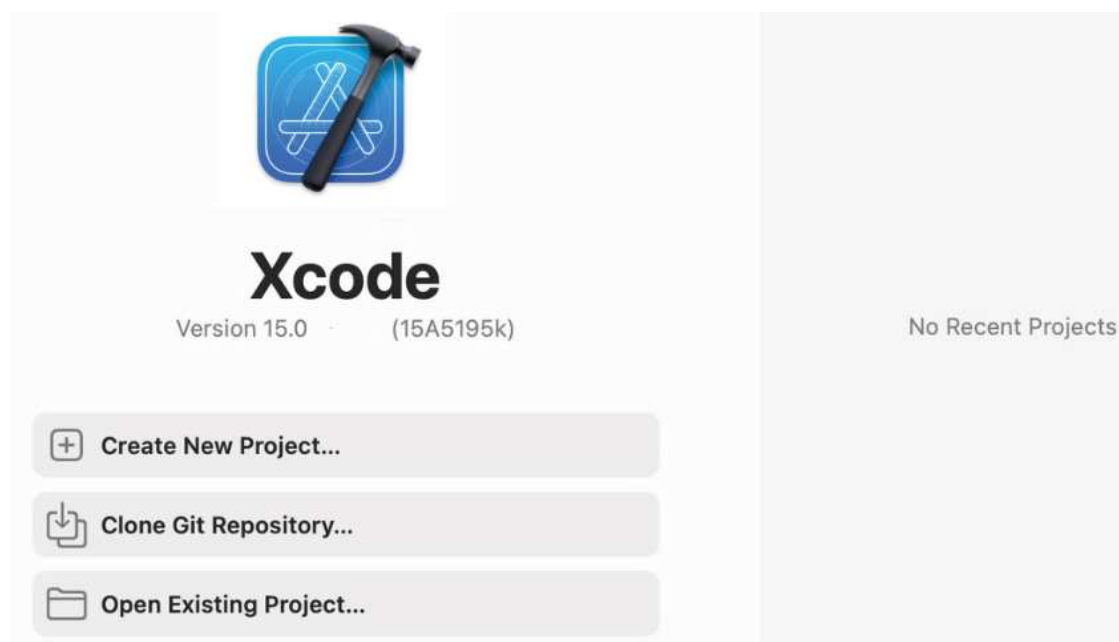 Xcode
Version 15.0 (15A5195k)
No Recent Projects
Create New Project...
Clone Git Repository...
Open Existing Project...